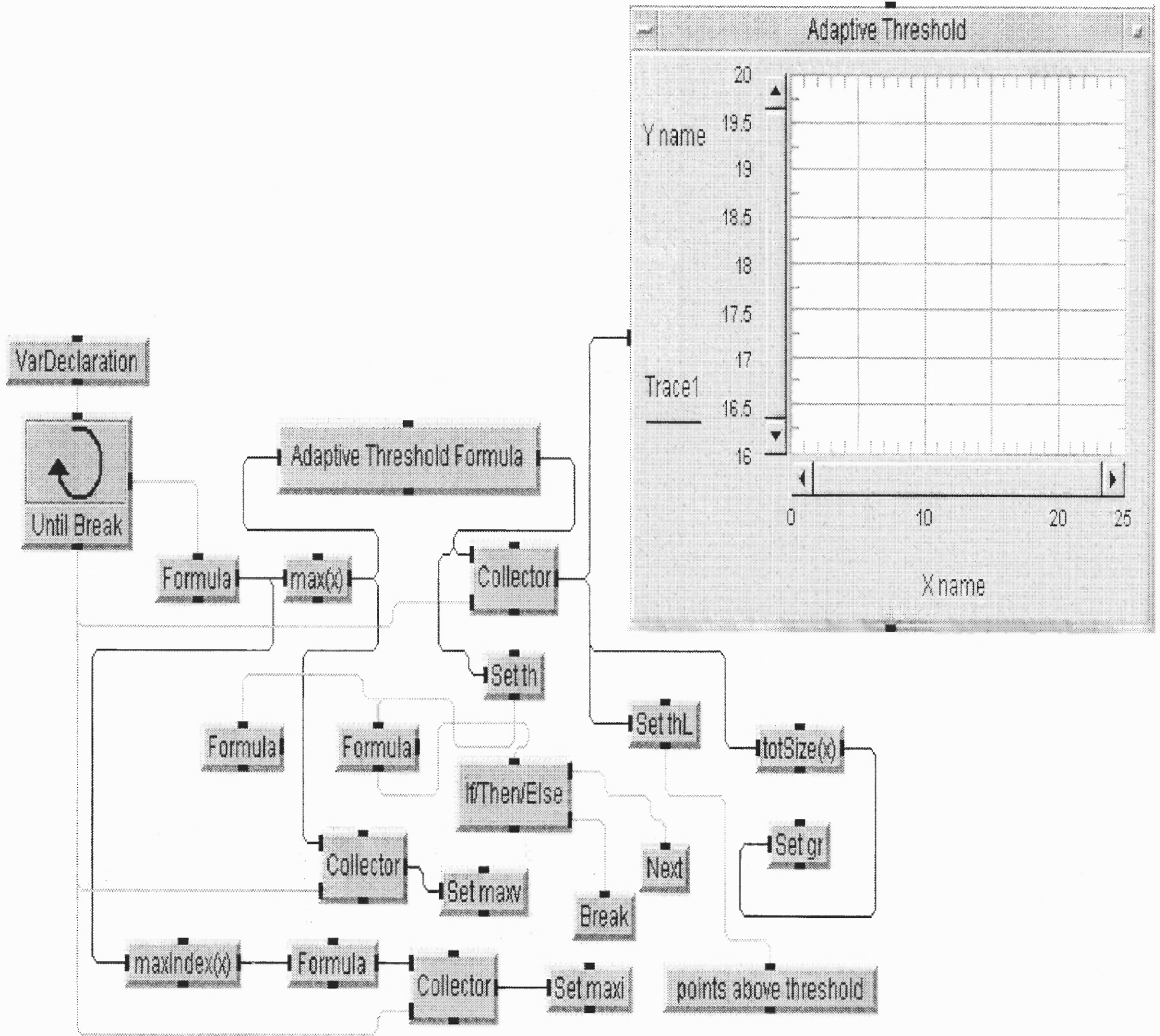 Adaptive Threshold
20
19.5
Y name
19
18.5
18
17.5
17
Trace1
16.5
16
0
10
20
25
X name
VarDeclaration
Until Break
Adaptive Threshold Formula
Formula
max(x)
Collector
Set th
Formula
Formula
Set thL
totSize(x)
If/Then/Else
Set gr
Collector
Set maxv
Next
Break
maxIndex(x)
Formula
Collector
Set maxi
points above threshold